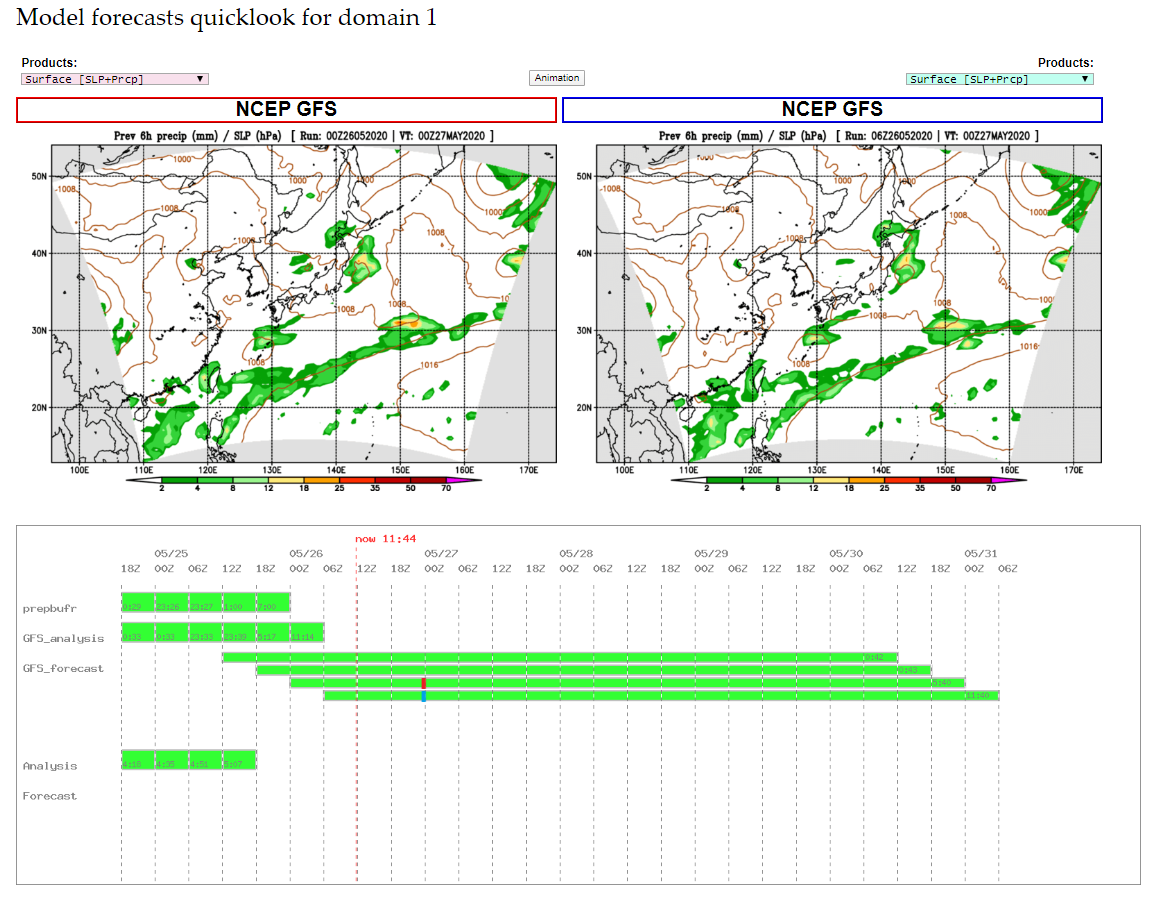 Model forecasts quicklook for domain 1
Products:
Surface [SLP+Prcp]
Animation
Products:
Surface [SLP+Prcp]
NCEP GFS
NCEP GFS
Prev 6h precip (mm) / SLP (hPa) [ Run: 00Z26052020 | VT: 00Z27MAY2020 ]
50N
40N
30N
20N
1000
1008
1008
1000
1000
1008
1008
1008
1008
1008
1016
100E 110E 120E 130E 140E 150E 160E 170E
2 4 8 12 18 25 35 50 70
Prev 6h precip (mm) / SLP (hPa) [ Run: 06Z26052020 | VT: 00Z27MAY2020 ]
50N
40N
30N
20N
1008
1008
1000
1000
1008
1008
1008
1008
1008
1016
100E 110E 120E 130E 140E 150E 160E 170E
2 4 8 12 18 25 35 50 70
now 11:44
05/25 05/26 05/27 05/28 05/29 05/30 05/31
18Z 00Z 06Z 12Z 18Z 00Z 06Z 12Z 18Z 00Z 06Z 12Z 18Z 00Z 06Z 12Z 18Z 00Z 06Z 12Z 18Z 00Z 06Z 12Z 18Z 00Z 06Z
prepbufr 23:26 23:27 1:00 7:00
GFS_analysis 0:33 0:33 23:33 23:39 5:17 11:14
GFS_forecast
0:42
0:43
5:40
11:40
Analysis 4:18 4:35 4:51 5:07
Forecast